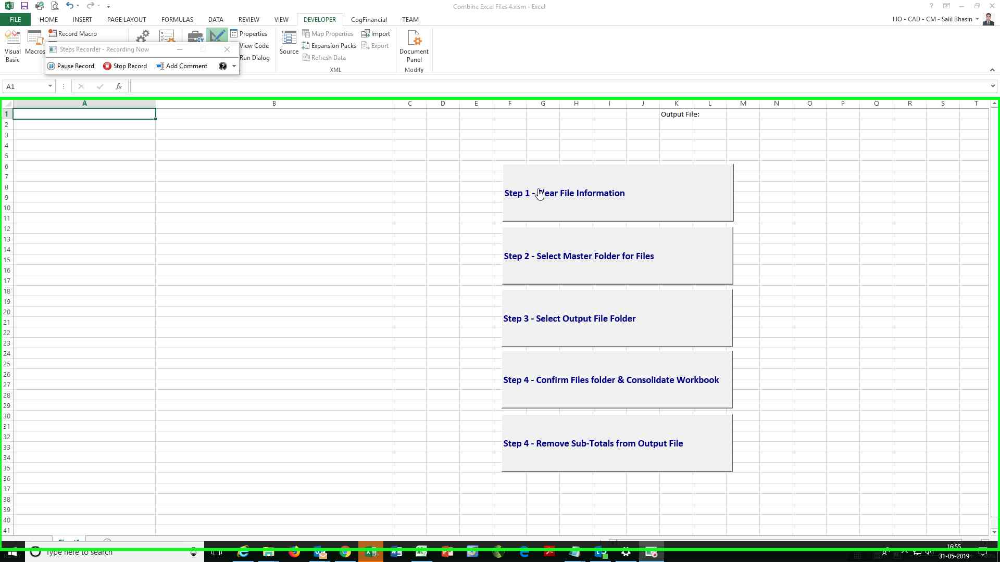 Combine Excel Files 4.xlsm - Excel
FILE HOME INSERT PAGE LAYOUT FORMULAS DATA REVIEW VIEW DEVELOPER CogFinancial TEAM
HO - CAD - CM - Salil Bhasin
Record Macro
Properties
Map Properties
Import
Steps Recorder - Recording Now
View Code
Expansion Packs
Export
Visual Basic
Macros
Source
Document Panel
Run Dialog
Refresh Data
Pause Record
Stop Record
Add Comment
XML
Modify
A1
fx
A B C D E F G H I J K L M N O P Q R S T
1
Output File:
2
3
4
5
6
7
8
Step 1 - lear File Information
9
10
11
12
13
14
Step 2 - Select Master Folder for Files
15
16
17
18
19
20
Step 3 - Select Output File Folder
21
22
23
24
25
26
Step 4 - Confirm Files folder & Consolidate Workbook
27
28
29
30
31
32
Step 4 - Remove Sub-Totals from Output File
33
34
35
36
37
38
39
40
41
Sheet1
Type here to search
16:55
31-05-2019